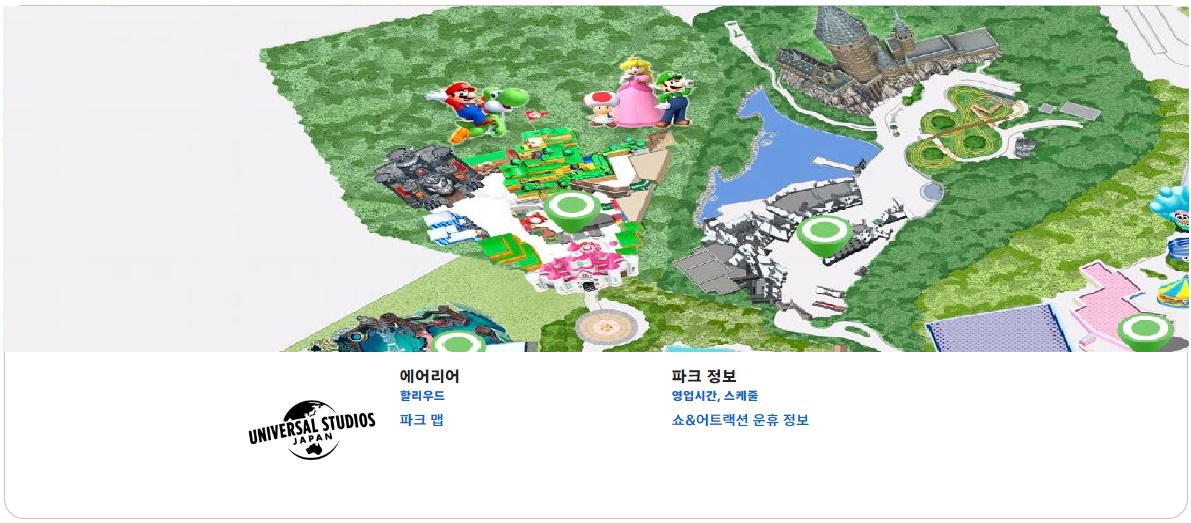 에어리어
할리우드
파크 맵
파크 정보
영업시간, 스케줄
쇼&어트랙션 운휴 정보
UNIVERSAL STUDIOS
JAPAN